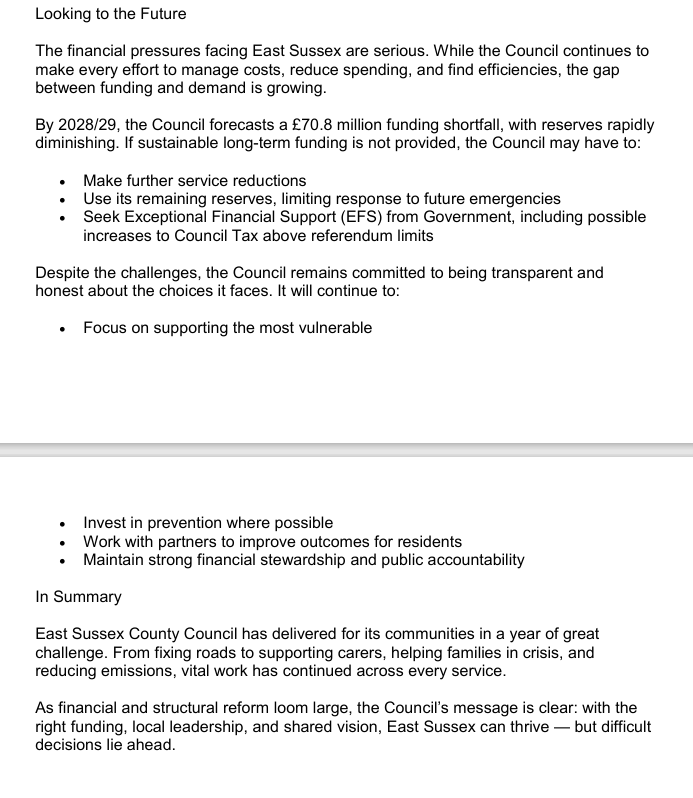 Looking to the Future
The financial pressures facing East Sussex are serious. While the Council continues to
make every effort to manage costs, reduce spending, and find efficiencies, the gap
between funding and demand is growing.
By 2028/29, the Council forecasts a £70.8 million funding shortfall, with reserves rapidly
diminishing. If sustainable long-term funding is not provided, the Council may have to:
• Make further service reductions
• Use its remaining reserves, limiting response to future emergencies
• Seek Exceptional Financial Support (EFS) from Government, including possible
increases to Council Tax above referendum limits
Despite the challenges, the Council remains committed to being transparent and
honest about the choices it faces. It will continue to:
• Focus on supporting the most vulnerable
• Invest in prevention where possible
• Work with partners to improve outcomes for residents
• Maintain strong financial stewardship and public accountability
In Summary
East Sussex County Council has delivered for its communities in a year of great
challenge. From fixing roads to supporting carers, helping families in crisis, and
reducing emissions, vital work has continued across every service.
As financial and structural reform loom large, the Council’s message is clear: with the
right funding, local leadership, and shared vision, East Sussex can thrive — but difficult
decisions lie ahead.